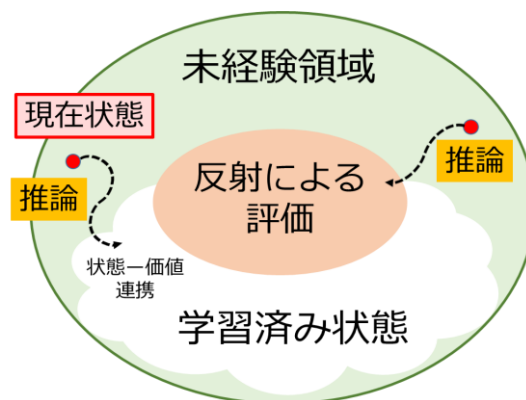 未経験領域
現在状態
推論
推論
反射による
評価
状態ー価値
連携
学習済み状態